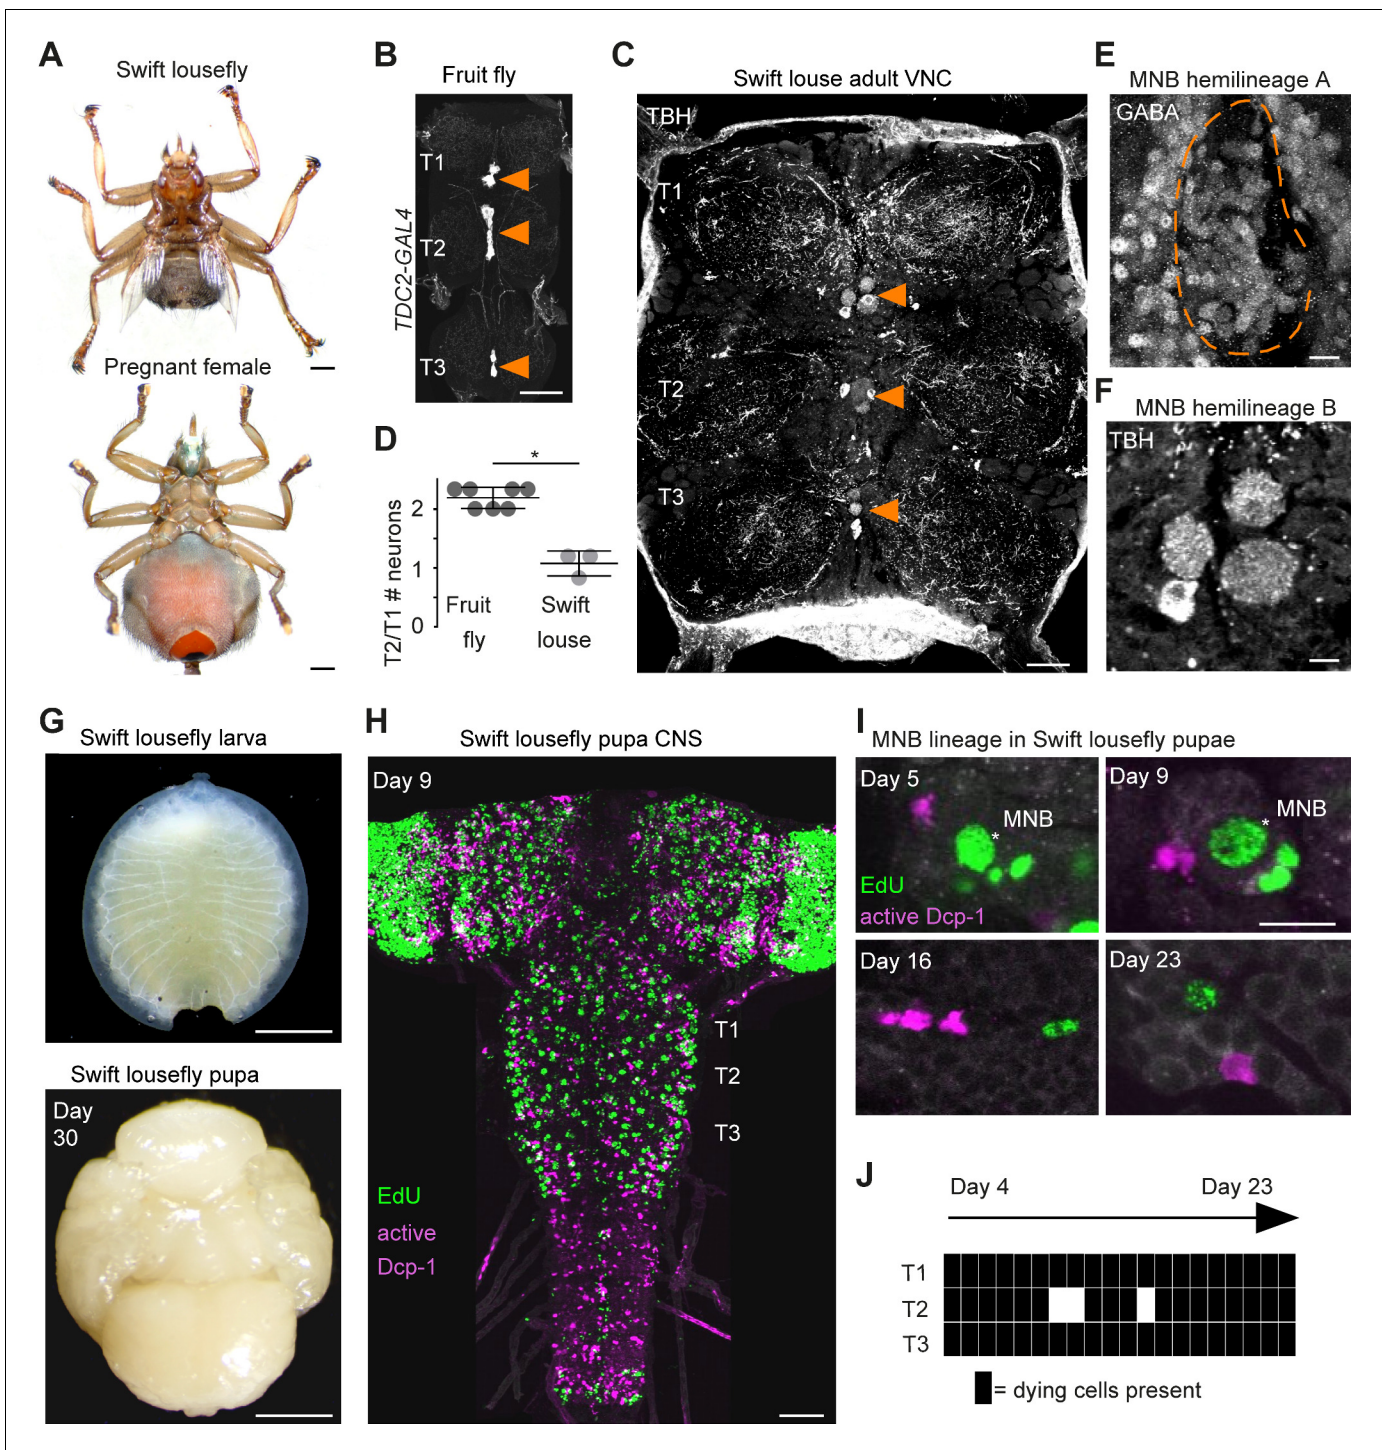 A
Swift lousefly
Pregnant female
B
Fruit fly
TDC2-GAL4
T1
T2
T3
C
Swift louse adult VNC
TBH
T1
T2
T3
D
*
T2/T1 # neurons
2
1
0
Fruit
fly
Swift
louse
E
MNB hemilineage A
GABA
F
MNB hemilineage B
TBH
G
Swift lousefly larva
Swift lousefly pupa
Day
30
H
Swift lousefly pupa CNS
Day 9
T1
T2
T3
EdU
active
Dcp-1
I
MNB lineage in Swift lousefly pupae
Day 5
* MNB
EdU
active Dcp-1
Day 9
* MNB
Day 16
Day 23
J
Day 4 Day 23
T1
T2
T3
= dying cells present